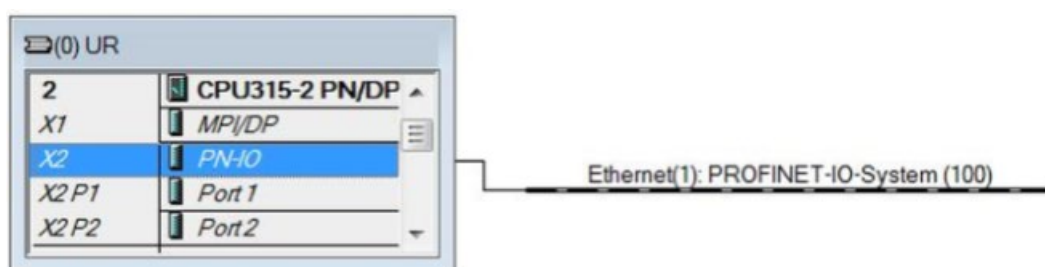 (0) UR
2 CPU315-2 PN/DP
X1 MPI/DP
X2 PN-IO
X2 P1 Port 1
X2 P2 Port 2
Ethernet(1): PROFINET-IO-System (100)